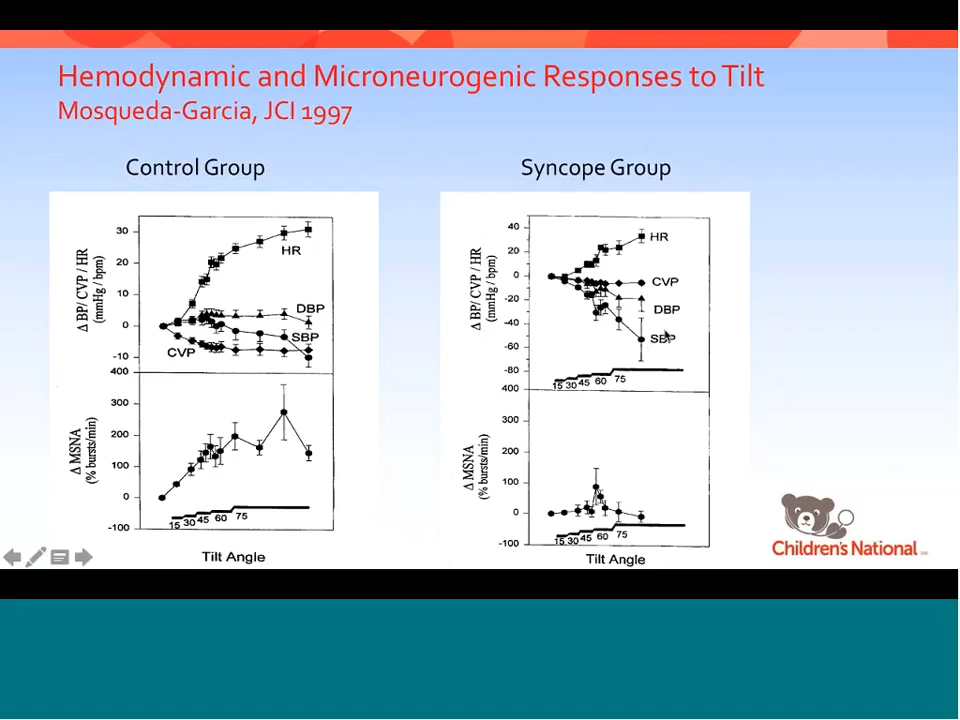 Hemodynamic and Microneurogenic Responses to Tilt
Mosqueda-Garcia, JCI 1997
Control Group
Δ BP/ CVP / HR
(mmHg / bpm)
30
20
10
0
-10
HR
DBP
SBP
CVP
Δ MSNA
(% bursts/min)
400
300
200
100
0
-100
15 30 45 60 75
Tilt Angle
Syncope Group
Δ BP/ CVP / HR
(mmHg / bpm)
40
20
0
-20
-40
-60
-80
HR
CVP
DBP
SBP
15 30 45 60 75
Δ MSNA
(% bursts/min)
400
300
200
100
0
-100
15 30 45 60 75
Tilt Angle
Children's National